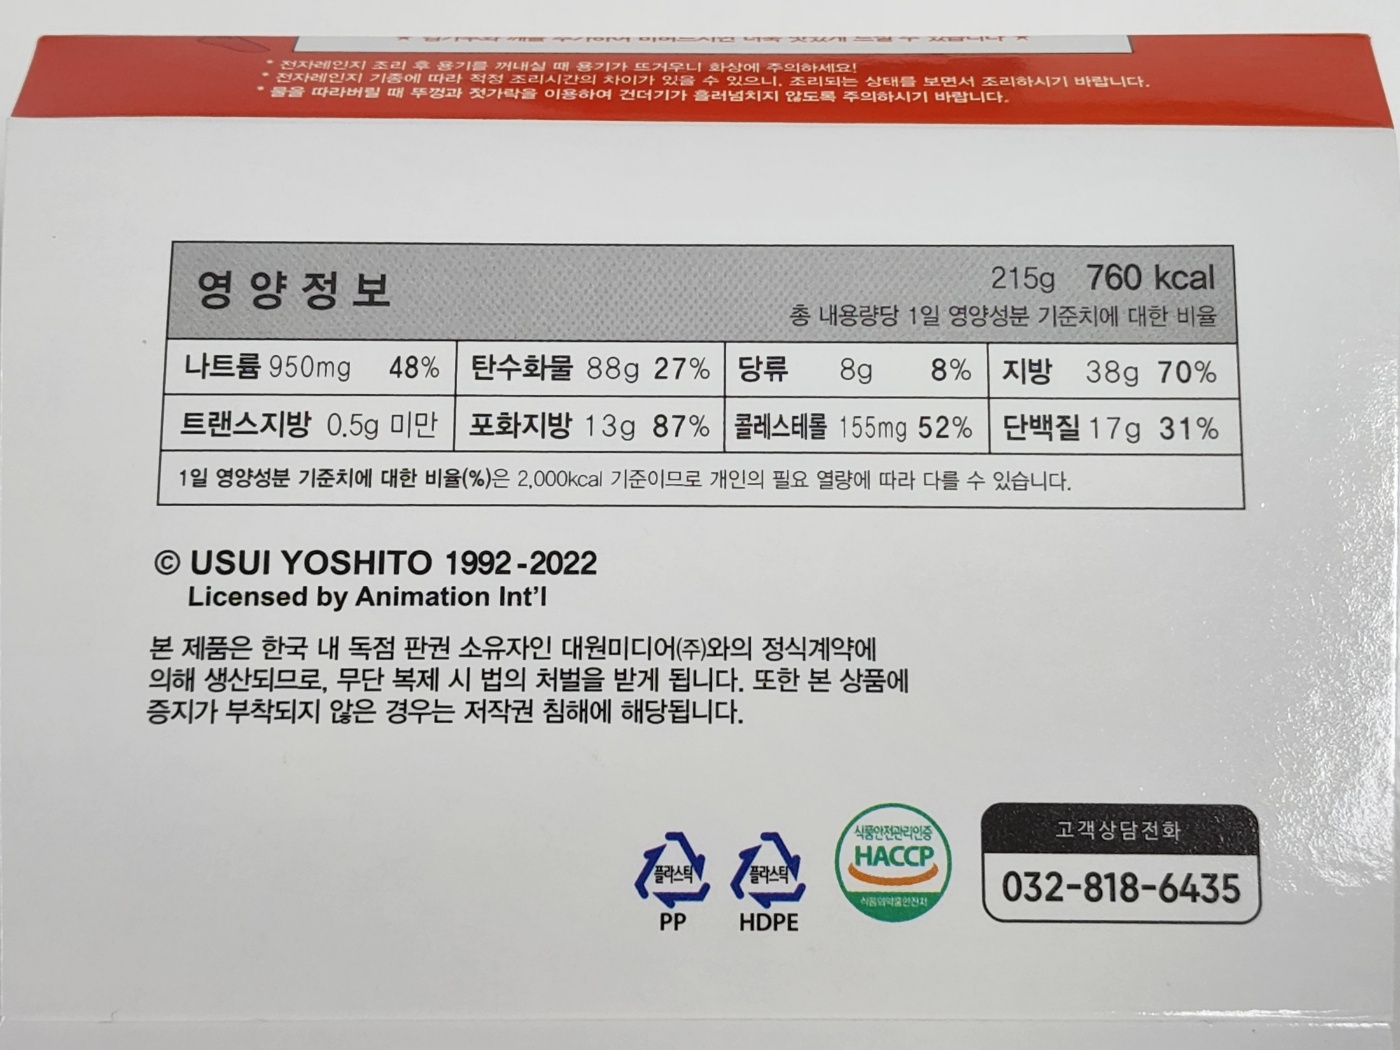 * 전자레인지 조리 후 용기를 꺼내실 때 용기가 뜨거우니 화상에 주의하세요!
* 전자레인지 기종에 따라 적정 조리시간의 차이가 있을 수 있으니, 조리되는 상태를 보면서 조리하시기 바랍니다.
* 물을 따라버릴 때 뚜껑과 젓가락을 이용하여 건더기가 흘러넘치지 않도록 주의하시기 바랍니다.
영양정보 215g 760 kcal
총 내용량당 1일 영양성분 기준치에 대한 비율
나트륨 950mg 48% 탄수화물 88g 27% 당류 8g 8% 지방 38g 70%
트랜스지방 0.5g 미만 포화지방 13g 87% 콜레스테롤 155mg 52% 단백질 17g 31%
1일 영양성분 기준치에 대한 비율(%)은 2,000kcal 기준이므로 개인의 필요 열량에 따라 다를 수 있습니다.
© USUI YOSHITO 1992-2022
Licensed by Animation Int'l
본 제품은 한국 내 독점 판권 소유자인 대원미디어(주)와의 정식계약에
의해 생산되므로, 무단 복제 시 법의 처벌을 받게 됩니다. 또한 본 상품에
증지가 부착되지 않은 경우는 저작권 침해에 해당됩니다.
플라스틱
PP
플라스틱
HDPE
식품안전관리인증
HACCP
식품의약품안전처
고객상담전화
032-818-6435